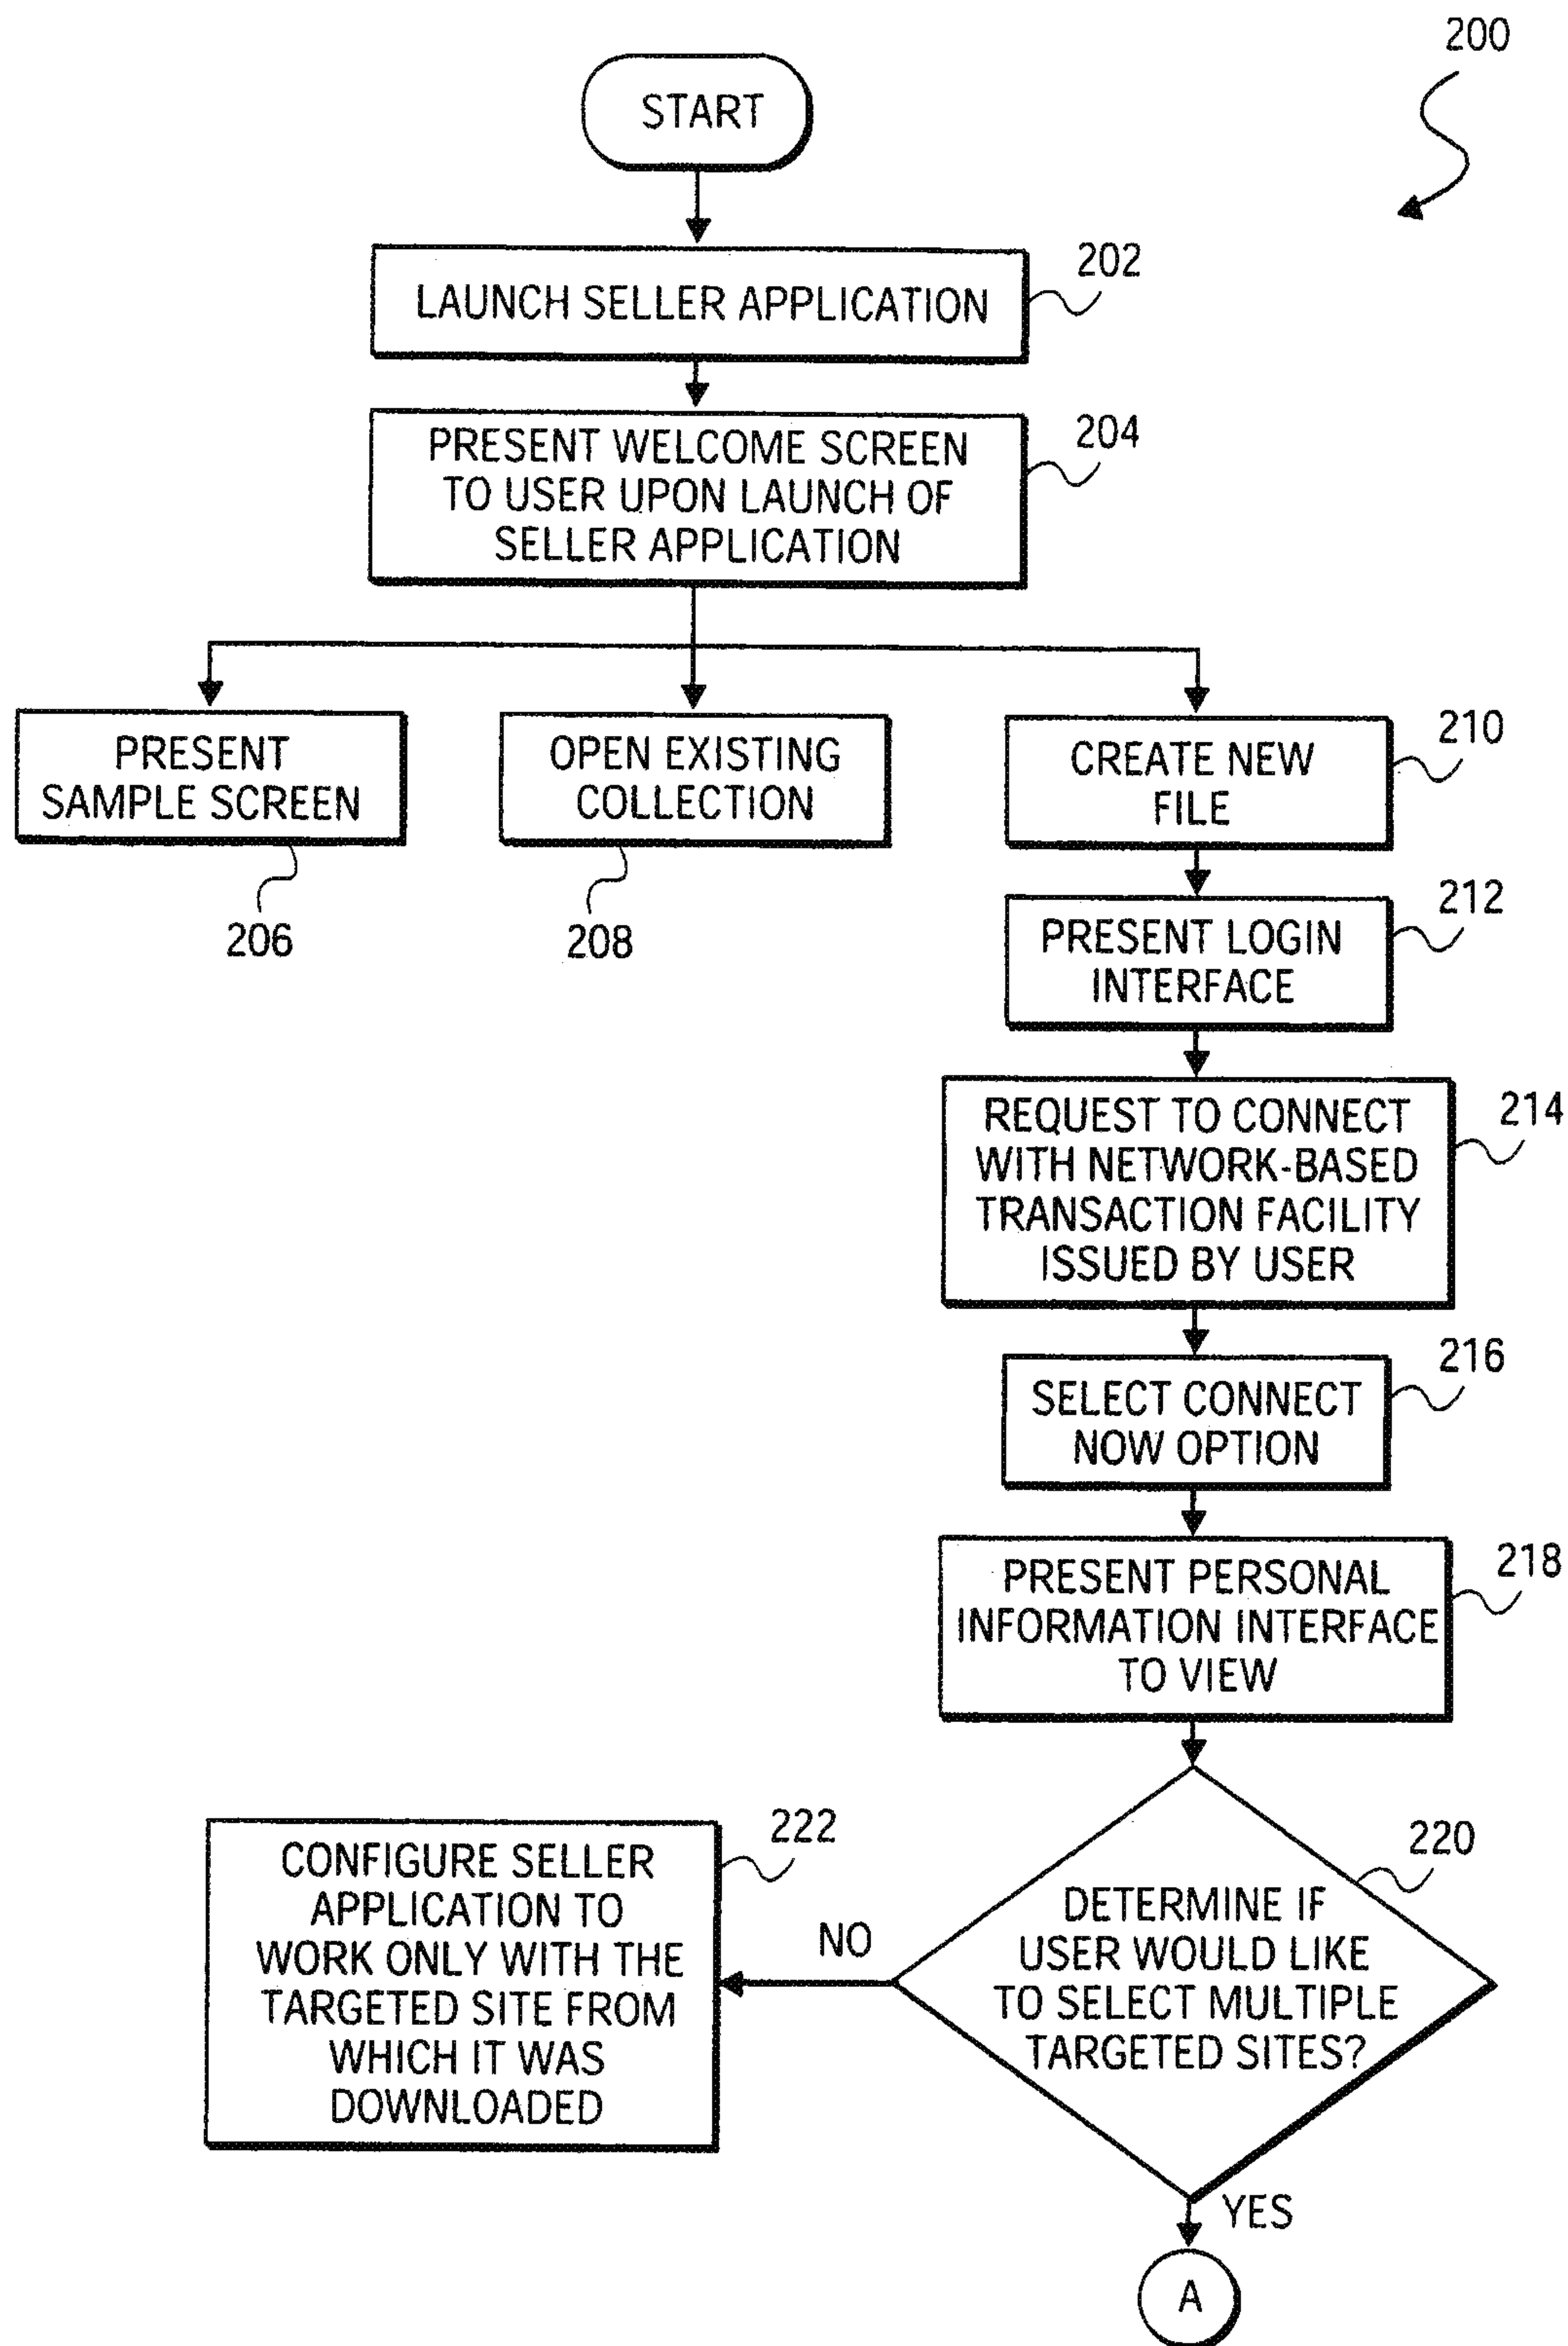 200
START
LAUNCH SELLER APPLICATION
202
PRESENT WELCOME SCREEN
TO USER UPON LAUNCH OF
SELLER APPLICATION
204
PRESENT
SAMPLE SCREEN
206
OPEN EXISTING
COLLECTION
208
CREATE NEW
FILE
210
PRESENT LOGIN
INTERFACE
212
REQUEST TO CONNECT
WITH NETWORK-BASED
TRANSACTION FACILITY
ISSUED BY USER
214
SELECT CONNECT
NOW OPTION
216
PRESENT PERSONAL
INFORMATION INTERFACE
TO VIEW
218
DETERMINE IF
USER WOULD LIKE
TO SELECT MULTIPLE
TARGETED SITES?
220
NO
CONFIGURE SELLER
APPLICATION TO
WORK ONLY WITH THE
TARGETED SITE FROM
WHICH IT WAS
DOWNLOADED
222
YES
A